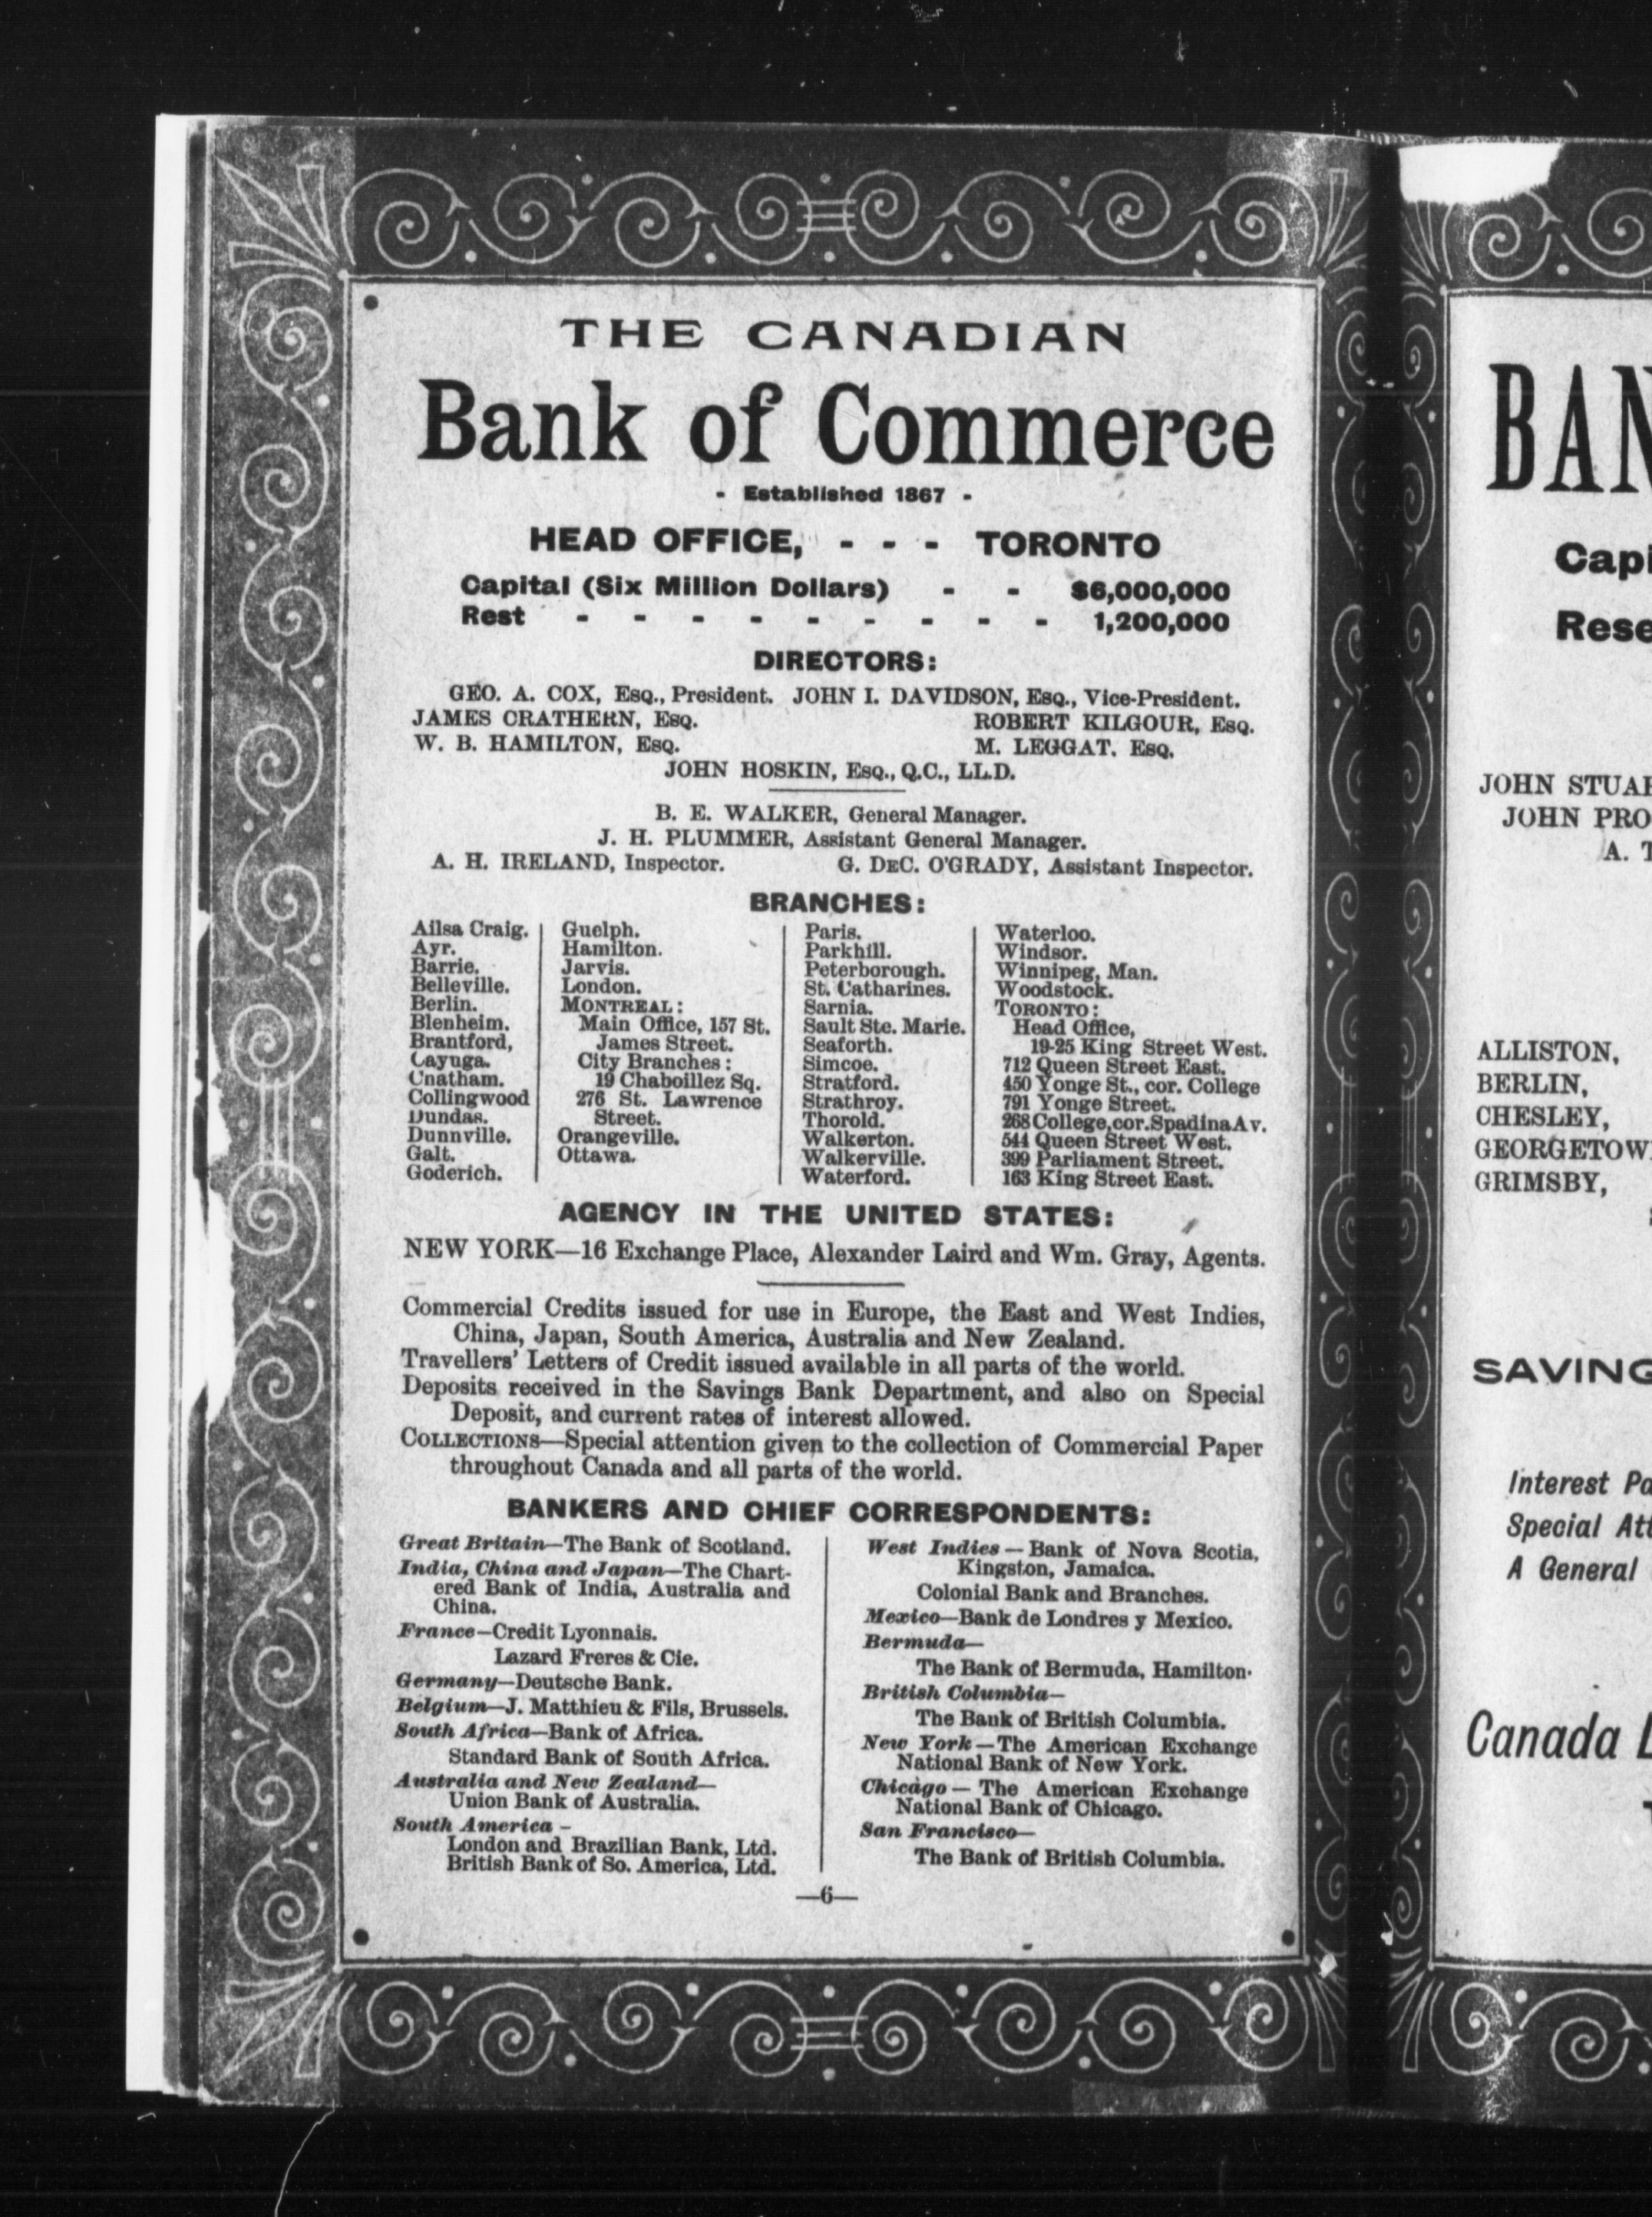 THE CANADIAN
Bank of Commerce
- Established 1867 -
HEAD OFFICE, - - - TORONTO
Capital (Six Million Dollars) - - $6,000,000
Rest - - - - - - - - - 1,200,000
DIRECTORS:
GEO. A. COX, Esq., President. JOHN I. DAVIDSON, Esq., Vice-President.
JAMES CRATHERN, Esq. ROBERT KILGOUR, Esq.
W. B. HAMILTON, Esq. M. LEGGAT. Esq.
JOHN HOSKIN, Esq., Q.C., LL.D.
B. E. WALKER, General Manager.
J. H. PLUMMER, Assistant General Manager.
A. H. IRELAND, Inspector. G. DEC. O'GRADY, Assistant Inspector.
BRANCHES:
Ailsa Craig.
Ayr.
Barrie.
Belleville.
Berlin.
Blenheim.
Brantford,
Cayuga.
Chatham.
Collingwood
Dundas.
Dunnville.
Galt.
Goderich.
Guelph.
Hamilton.
Jarvis.
London.
MONTREAL:
Main Office, 157 St.
James Street.
City Branches:
19 Chaboillez Sq.
276 St. Lawrence
Street.
Orangeville.
Ottawa.
Paris.
Parkhill.
Peterborough.
St. Catharines.
Sarnia.
Sault Ste. Marie.
Seaforth.
Simcoe.
Stratford.
Strathroy.
Thorold.
Walkerton.
Walkerville.
Waterford.
Waterloo.
Windsor.
Winnipeg, Man.
Woodstock.
TORONTO:
Head Office,
19-25 King Street West.
712 Queen Street East.
450 Yonge St., cor. College
791 Yonge Street.
268 College, cor. Spadina Av.
544 Queen Street West.
399 Parliament Street.
163 King Street East.
AGENCY IN THE UNITED STATES:
NEW YORK—16 Exchange Place, Alexander Laird and Wm. Gray, Agents.
Commercial Credits issued for use in Europe, the East and West Indies,
China, Japan, South America, Australia and New Zealand.
Travellers' Letters of Credit issued available in all parts of the world.
Deposits received in the Savings Bank Department, and also on Special
Deposit, and current rates of interest allowed.
COLLECTIONS—Special attention given to the collection of Commercial Paper
throughout Canada and all parts of the world.
BANKERS AND CHIEF CORRESPONDENTS:
Great Britain—The Bank of Scotland.
India, China and Japan—The Chart-
ered Bank of India, Australia and
China.
France—Credit Lyonnais.
Lazard Freres & Cie.
Germany—Deutsche Bank.
Belgium—J. Matthieu & Fils, Brussels.
South Africa—Bank of Africa.
Standard Bank of South Africa.
Australia and New Zealand—
Union Bank of Australia.
South America –
London and Brazilian Bank, Ltd.
British Bank of So. America, Ltd.
West Indies — Bank of Nova Scotia,
Kingston, Jamaica.
Colonial Bank and Branches.
Mexico—Bank de Londres y Mexico.
Bermuda—
The Bank of Bermuda, Hamilton.
British Columbia—
The Bank of British Columbia.
New York — The American Exchange
National Bank of New York.
Chicago — The American Exchange
National Bank of Chicago.
San Francisco—
The Bank of British Columbia.
—6—
BAN
Capi
Rese
JOHN STUA
JOHN PRO
A.
ALLISTON,
BERLIN,
CHESLEY,
GEORGETOW
GRIMSBY,
SAVING
Interest Pa
Special Att
A General
Canada L